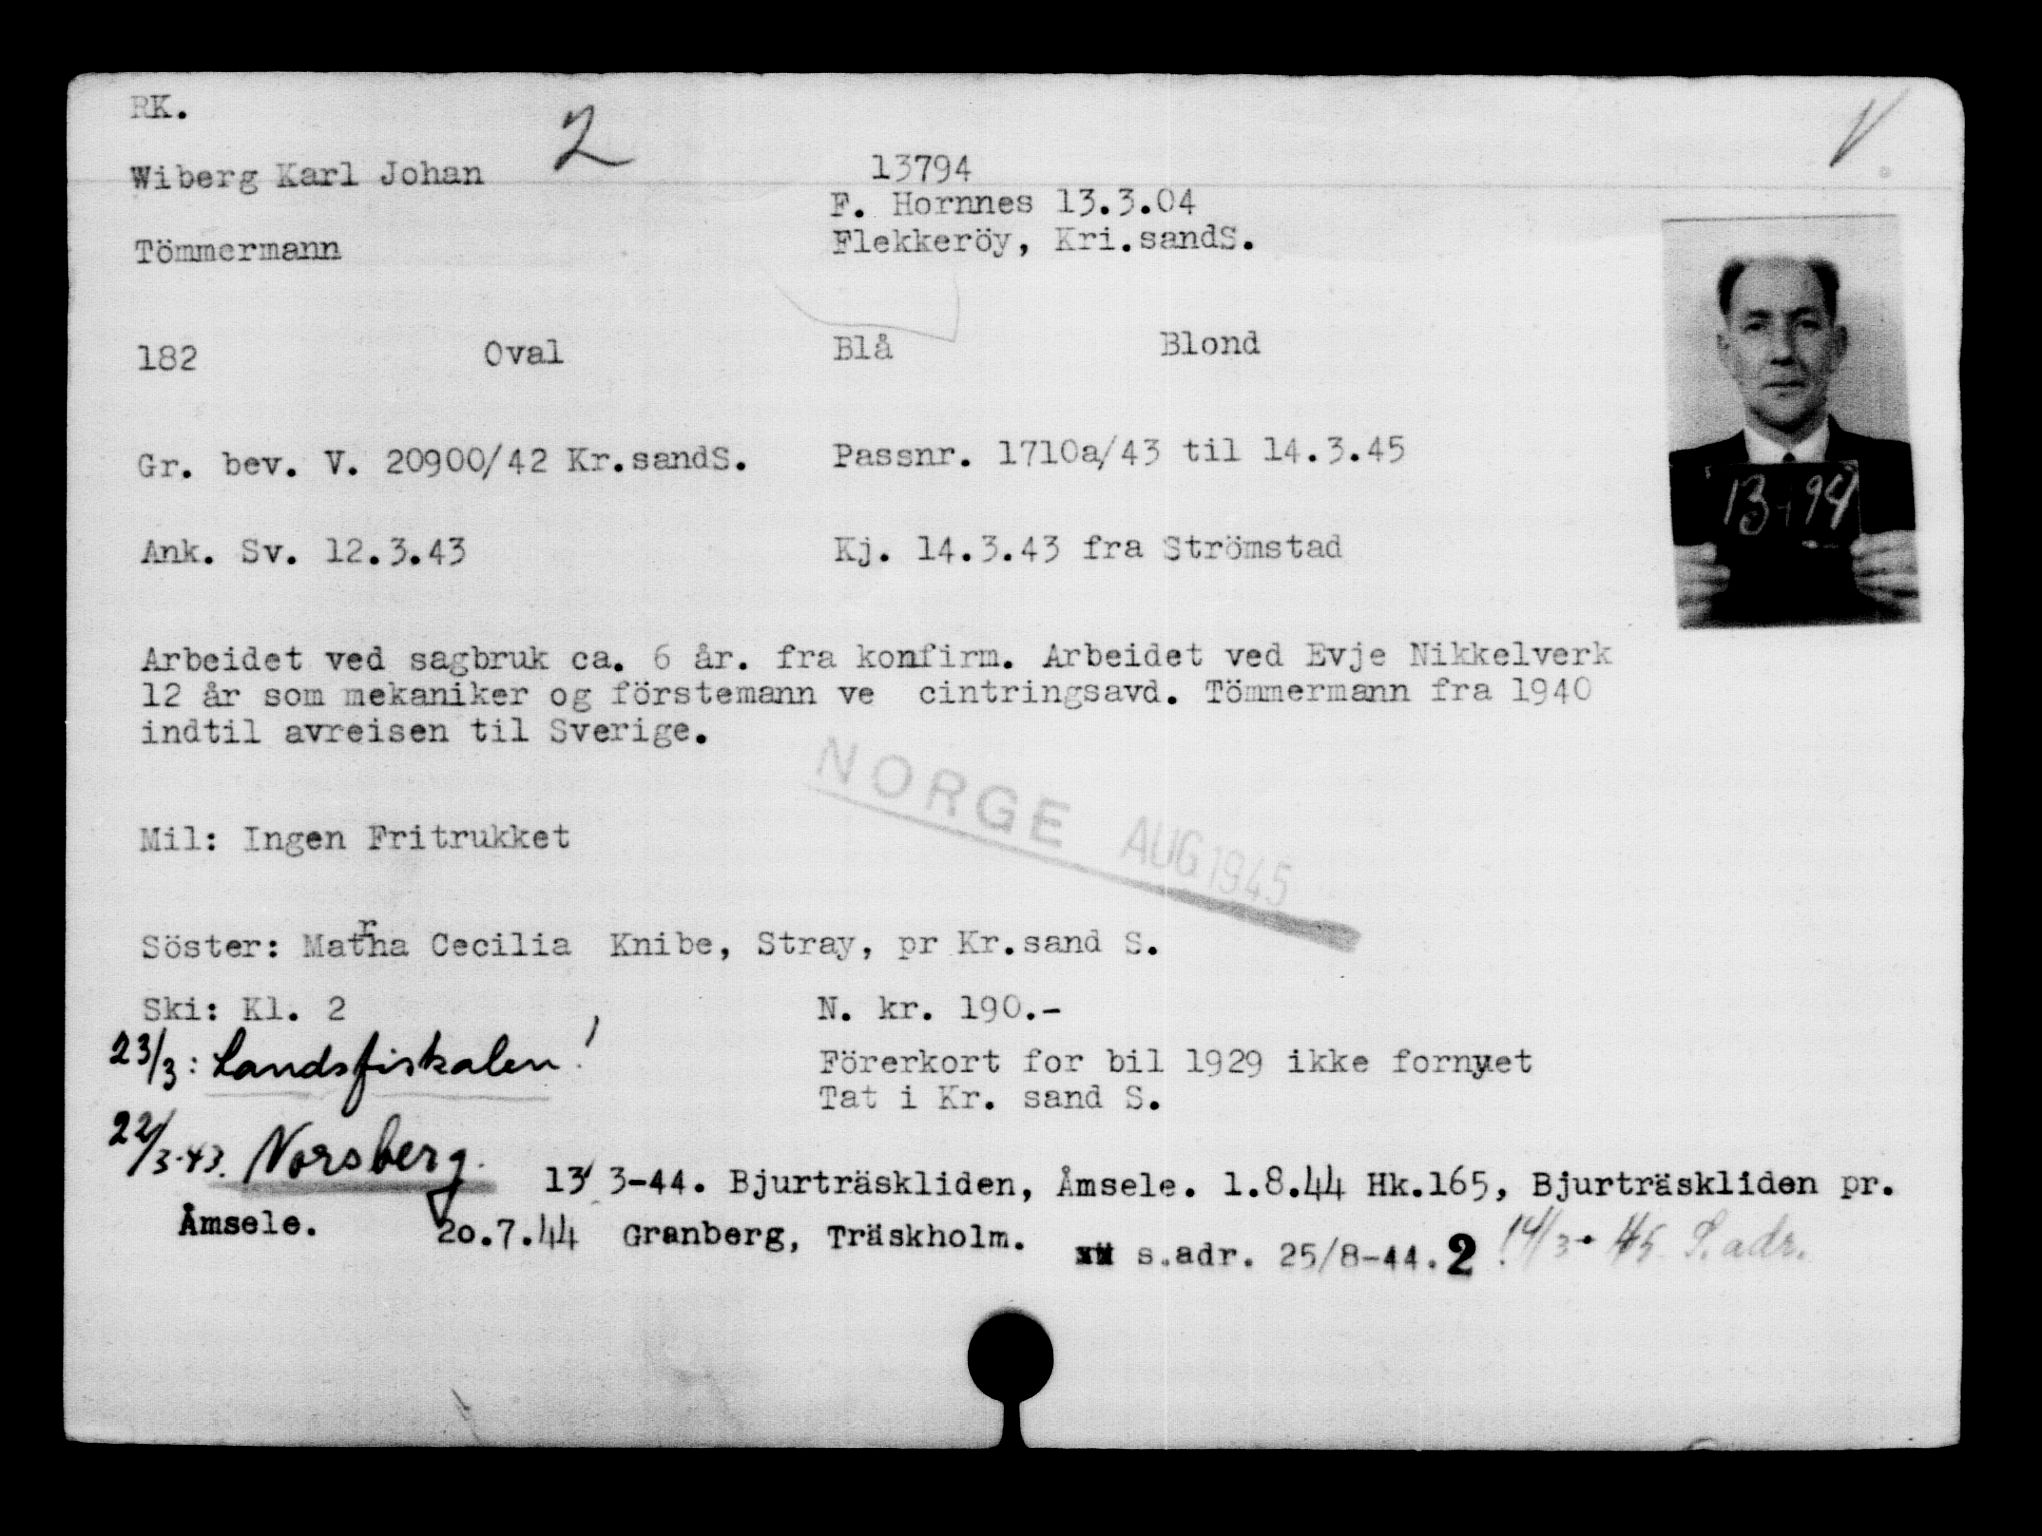 RK.
2
Wiberg Karl Johan
13794
F. Hornnes 13.3.04
Tömmermann
Flekkeröy, Kri.sandS.
182 Oval Blå Blond
Gr. bev. V. 20900/42 Kr.sandS. Passnr. 1710a/43 til 14.3.45
13794
Ank. Sv. 12.3.43 Kj. 14.3.43 fra Strömstad
Arbeidet ved sagbruk ca. 6 år. fra konfirm. Arbeidet ved Evje Nikkelverk
12 år som mekaniker og förstemann ve cintringsavd. Tömmermann fra 1940
indtil avreisen til Sverige.
NORGE AUG 1945
Mil: Ingen Fritrukket
Söster: Matrha Cecilia Knibe, Stray, pr Kr.sand S.
Ski: Kl. 2 N. kr. 190.-
23/3: Landsfiskalen!
Förerkort for bil 1929 ikke fornyet
Tat i Kr. sand S.
22/3-43. Norsberg.
13/3-44. Bjurträskliden, Åmsele. 1.8.44 Hk.165, Bjurträskliden pr.
Åmsele. 20.7.44 Granberg, Träskholm. s.adr. 25/8-44. 2 14/3-45 S.adr.